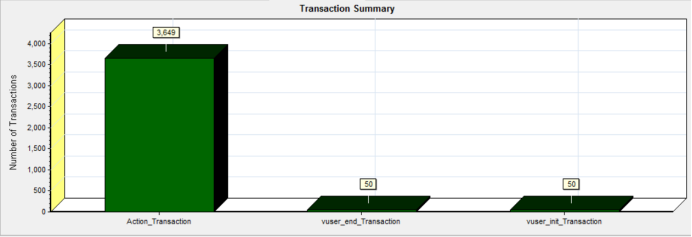 Transaction Summary
3,649
50
50
Number of Transactions
4,000
3,500
3,000
2,500
2,000
1,500
1,000
500
0
Action_Transaction
vuser_end_Transaction
vuser_init_Transaction